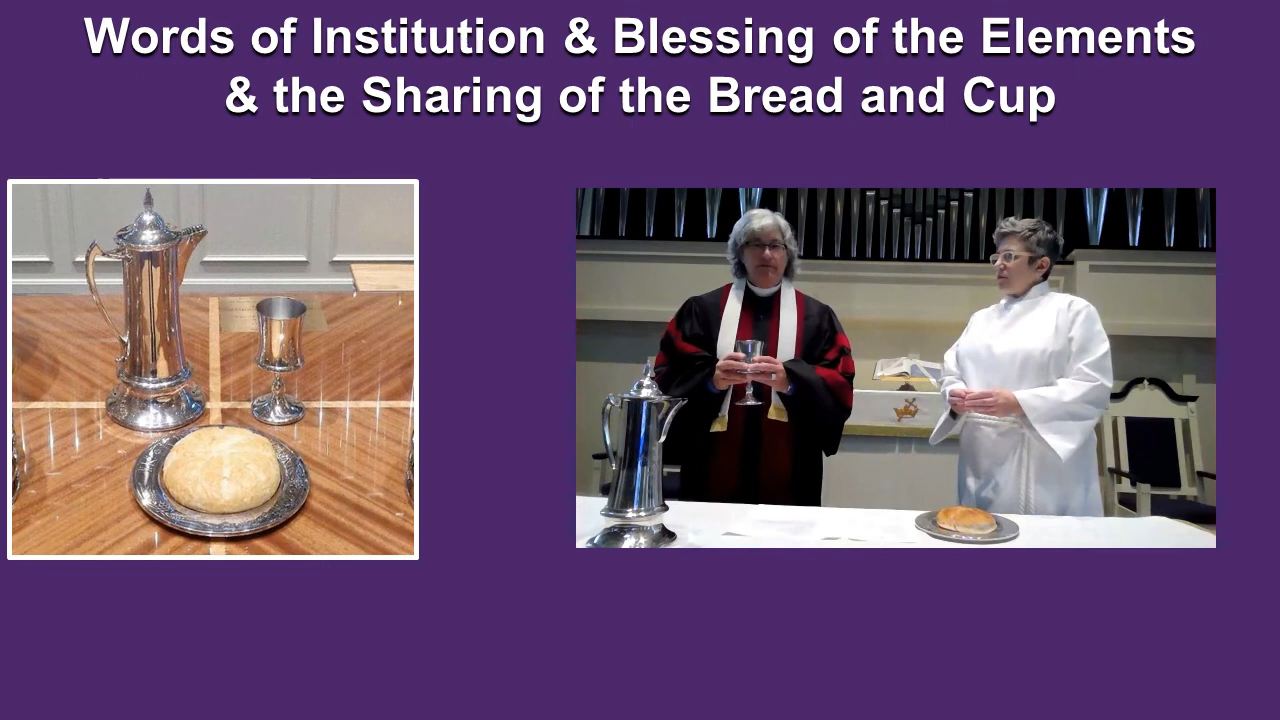 Words of Institution & Blessing of the Elements
& the Sharing of the Bread and Cup